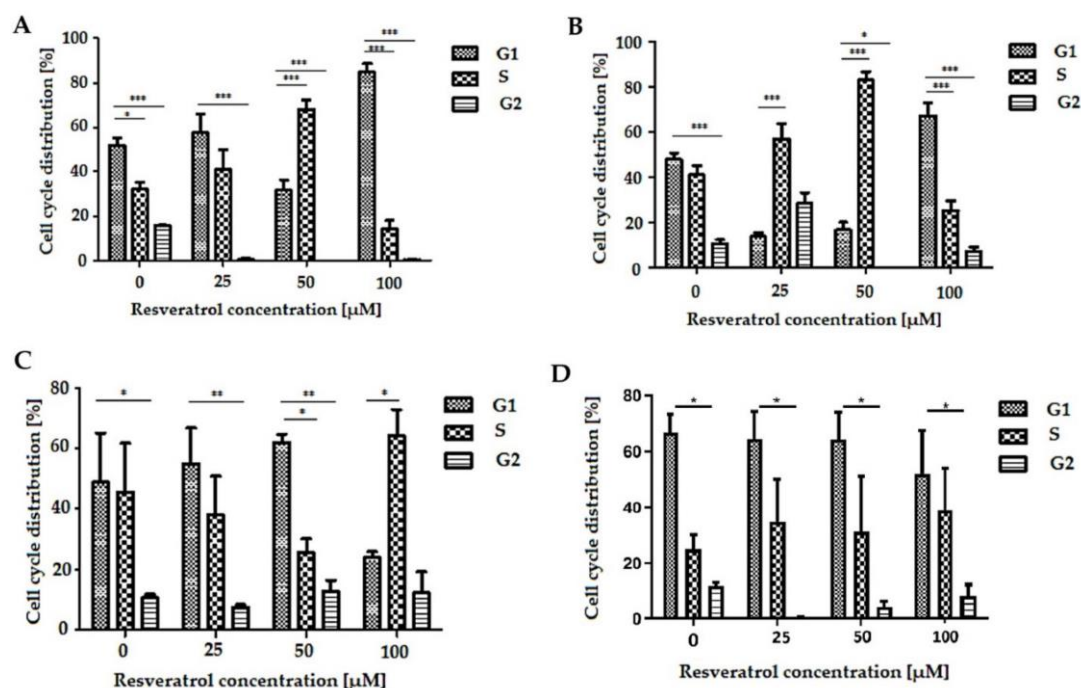 A
Cell cycle distribution [%]
100
80
60
40
20
0
*** * *** *** *** *** ***
G1
S
G2
0 25 50 100
Resveratrol concentration [µM]
B
Cell cycle distribution [%]
100
80
60
40
20
0
*** *** * *** *** ***
G1
S
G2
0 25 50 100
Resveratrol concentration [µM]
C
Cell cycle distribution [%]
80
60
40
20
0
* ** ** * *
G1
S
G2
0 25 50 100
Resveratrol concentration [µM]
D
Cell cycle distribution [%]
80
60
40
20
0
* * * *
G1
S
G2
0 25 50 100
Resveratrol concentration [µM]